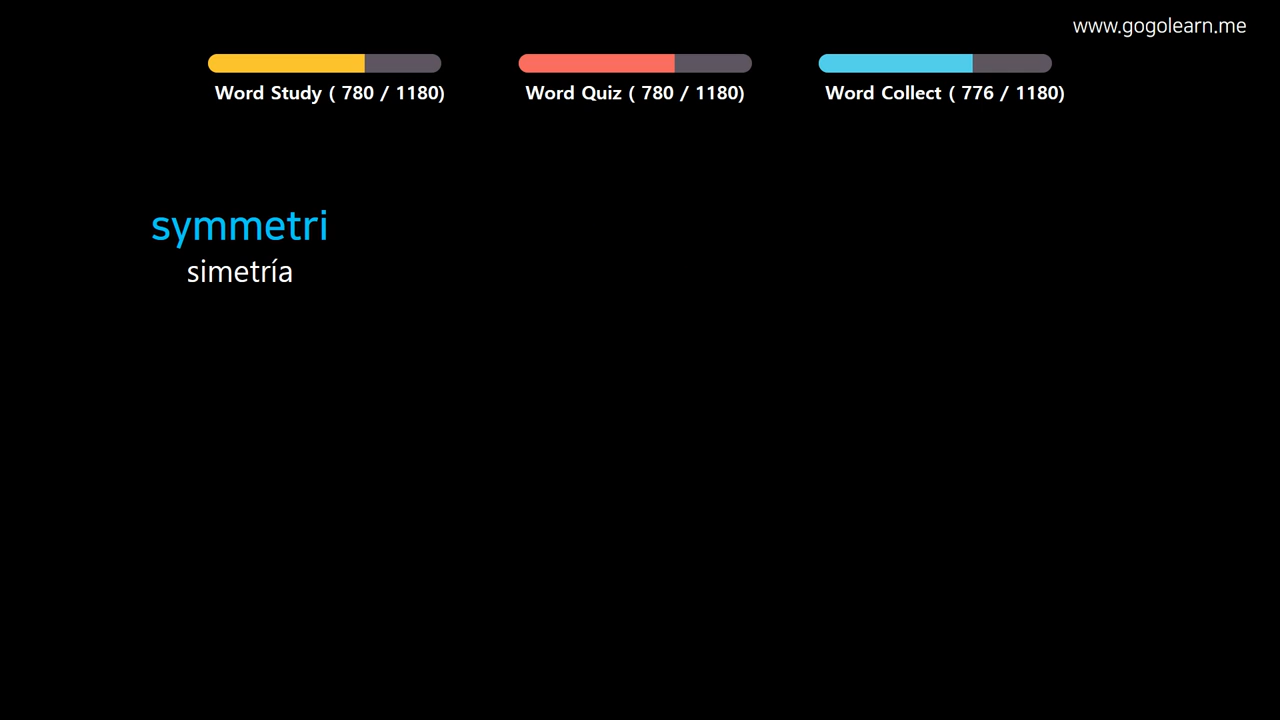 www.gogolearn.me
Word Study ( 780 / 1180)
Word Quiz ( 780 / 1180)
Word Collect ( 776 / 1180)
symmetri
simetría